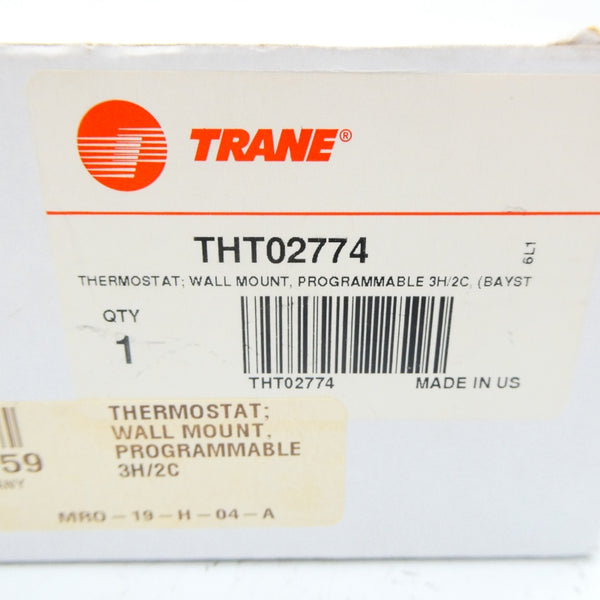 TRANE®
THT02774
6L1
THERMOSTAT; WALL MOUNT, PROGRAMMABLE 3H/2C, (BAYST
QTY
1
THT02774
MADE IN US
THERMOSTAT;
WALL MOUNT,
PROGRAMMABLE
3H/2C
59
MRO-19-H-04-A